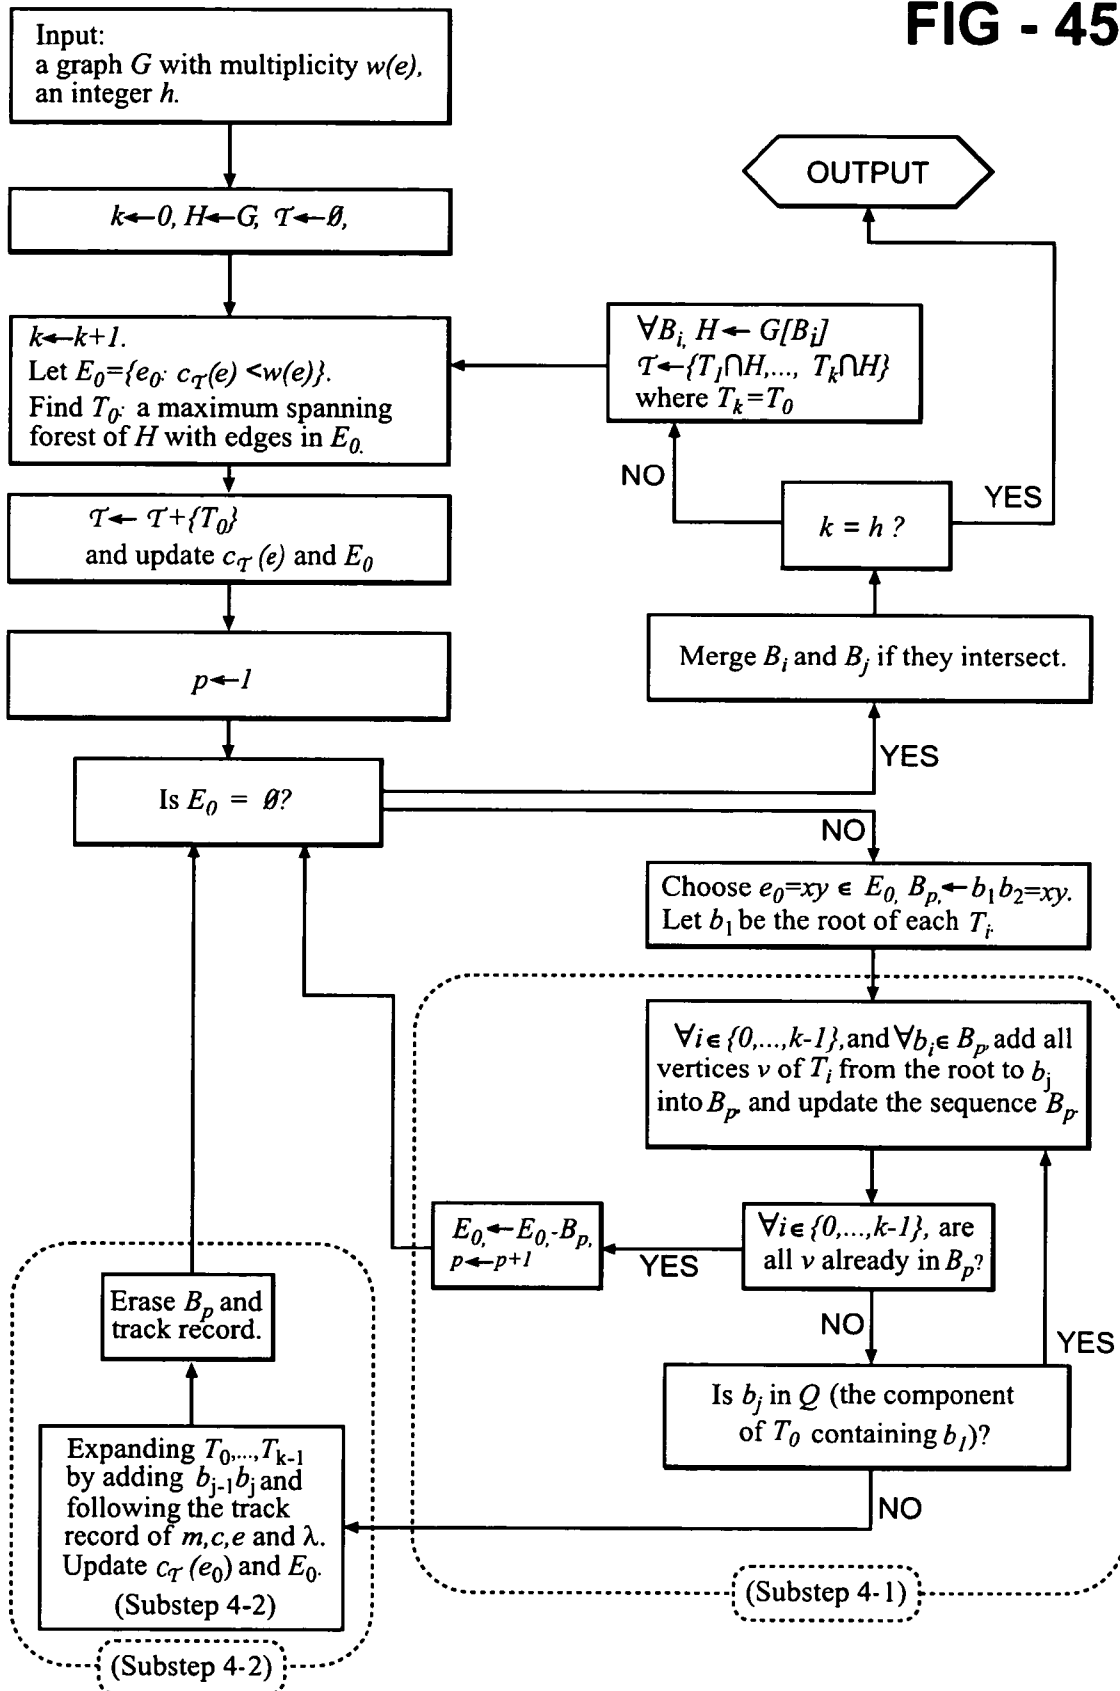 FIG - 45
Input:
a graph G with multiplicity w(e),
an integer h.
k←0, H←G, 𝒯←∅,
k←k+1.
Let E₀={e₀: c_𝒯(e) <w(e)}.
Find T₀: a maximum spanning
forest of H with edges in E₀.
𝒯← 𝒯+{T₀}
and update c_𝒯(e) and E₀
p←1
Is E₀ = ∅?
OUTPUT
∀Bᵢ, H← G[Bᵢ]
𝒯←{T₁∩H,..., Tₖ∩H}
where Tₖ=T₀
NO
YES
k = h ?
Merge Bᵢ and Bⱼ if they intersect.
YES
NO
Choose e₀=xy ∈ E₀, Bₚ,←b₁b₂=xy.
Let b₁ be the root of each Tᵢ.
∀i∈{0,...,k-1},and ∀bᵢ∈ Bₚ, add all
vertices v of Tᵢ from the root to bⱼ
into Bₚ, and update the sequence Bₚ.
∀i∈{0,...,k-1}, are
all v already in Bₚ?
YES
E₀,←E₀,-Bₚ,
p←p+1
NO
YES
Is bⱼ in Q (the component
of T₀ containing b₁)?
NO
(Substep 4-1)
Erase Bₚ and
track record.
Expanding T₀,...,Tₖ₋₁
by adding bⱼ₋₁bⱼ and
following the track
record of m,c,e and λ.
Update c_𝒯(e₀) and E₀.
(Substep 4-2)
(Substep 4-2)